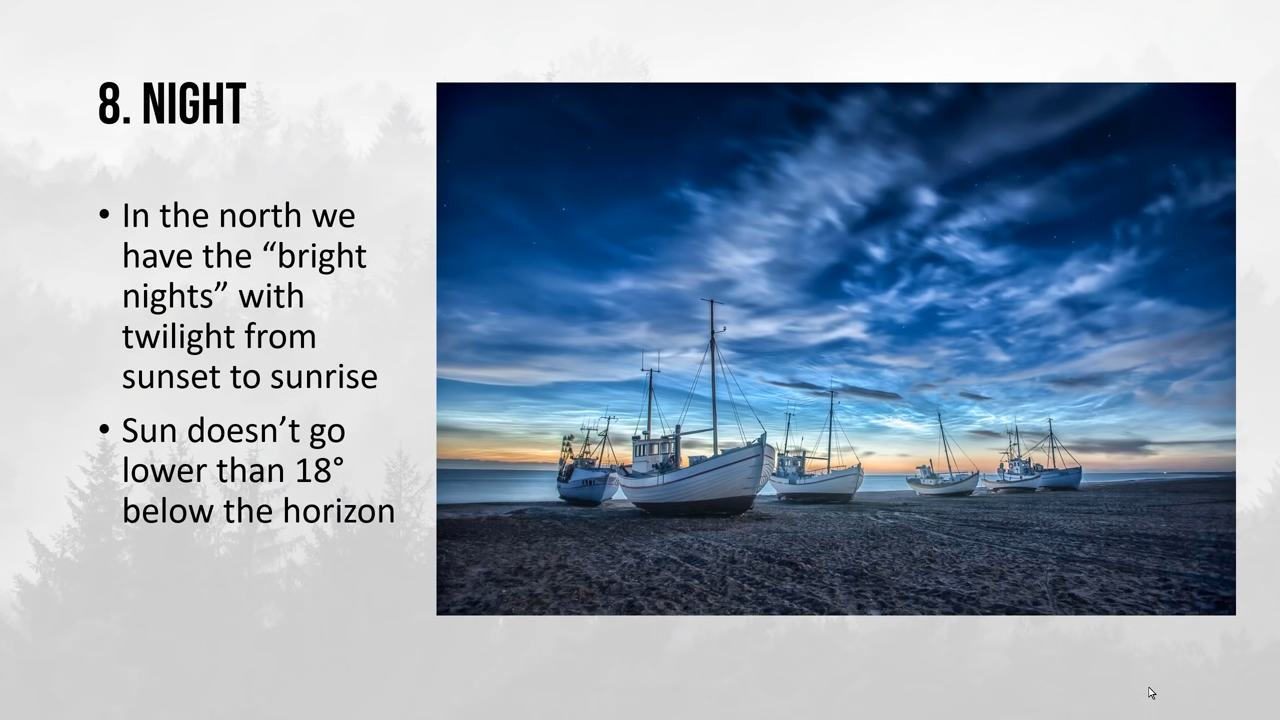 8. NIGHT
• In the north we
have the “bright
nights” with
twilight from
sunset to sunrise
• Sun doesn’t go
lower than 18°
below the horizon